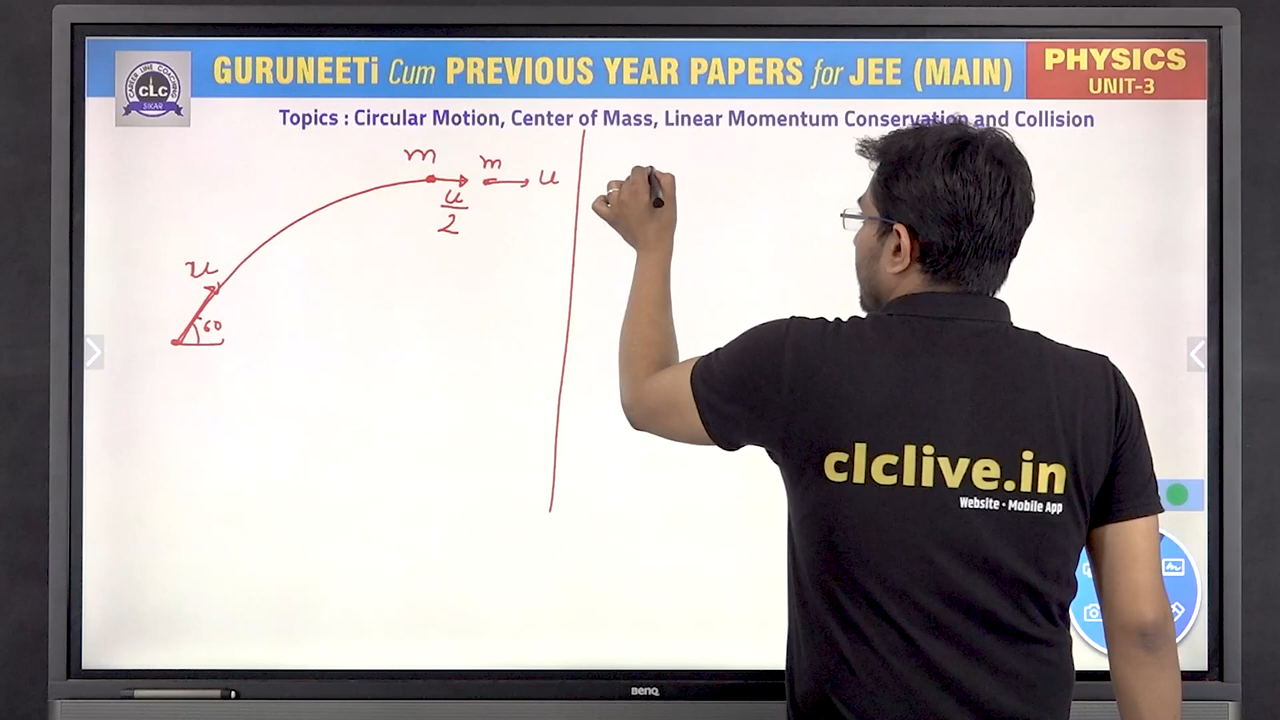 GURUNEETi Cum PREVIOUS YEAR PAPERS for JEE (MAIN)
PHYSICS
UNIT-3
CAREER LINE COACHING
CLC
SIKAR
Topics : Circular Motion, Center of Mass, Linear Momentum Conservation and Collision
m
m
u
u
2
u
60
clclive.in
Website • Mobile App
BenQ